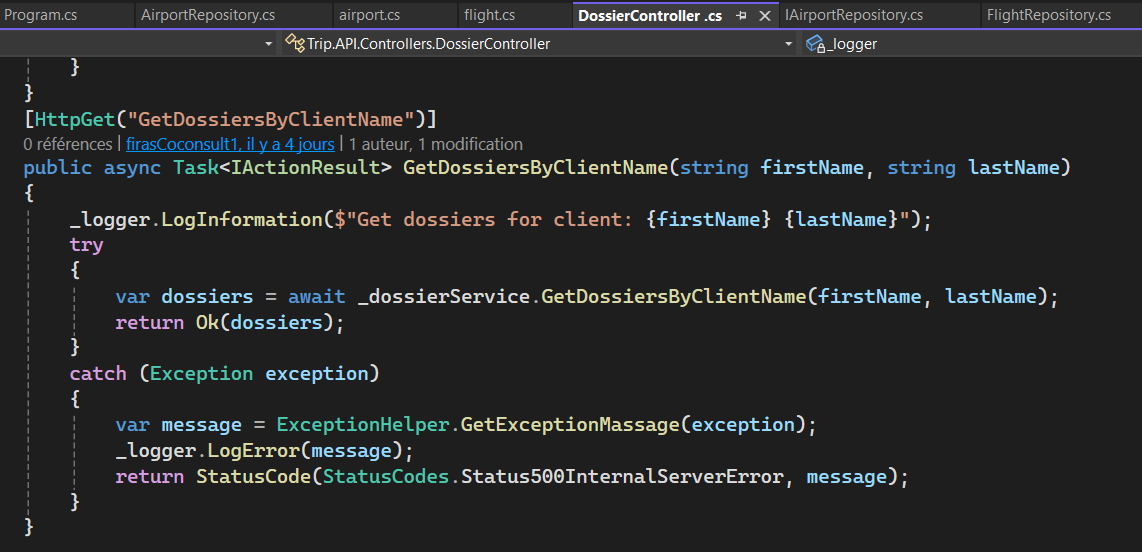 Program.cs AirportRepository.cs airport.cs flight.cs DossierController .cs IAirportRepository.cs FlightRepository.cs
Trip.API.Controllers.DossierController _logger
}
}
[HttpGet("GetDossiersByClientName")]
0 références | firasCoconsult1, il y a 4 jours | 1 auteur, 1 modification
public async Task<IActionResult> GetDossiersByClientName(string firstName, string lastName)
{
_logger.LogInformation($"Get dossiers for client: {firstName} {lastName}");
try
{
var dossiers = await _dossierService.GetDossiersByClientName(firstName, lastName);
return Ok(dossiers);
}
catch (Exception exception)
{
var message = ExceptionHelper.GetExceptionMassage(exception);
_logger.LogError(message);
return StatusCode(StatusCodes.Status500InternalServerError, message);
}
}